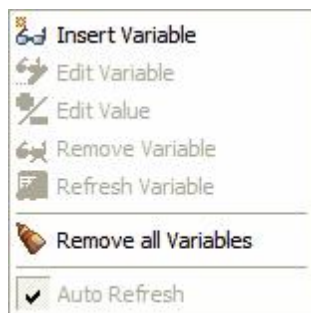 Insert Variable
Edit Variable
Edit Value
Remove Variable
Refresh Variable
Remove all Variables
Auto Refresh